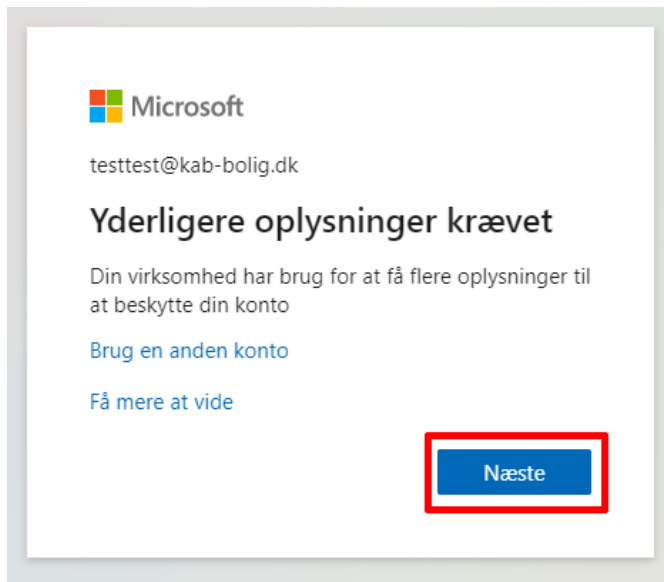 Microsoft
testtest@kab-bolig.dk
Yderligere oplysninger krævet
Din virksomhed har brug for at få flere oplysninger til
at beskytte din konto
Brug en anden konto
Få mere at vide
Næste